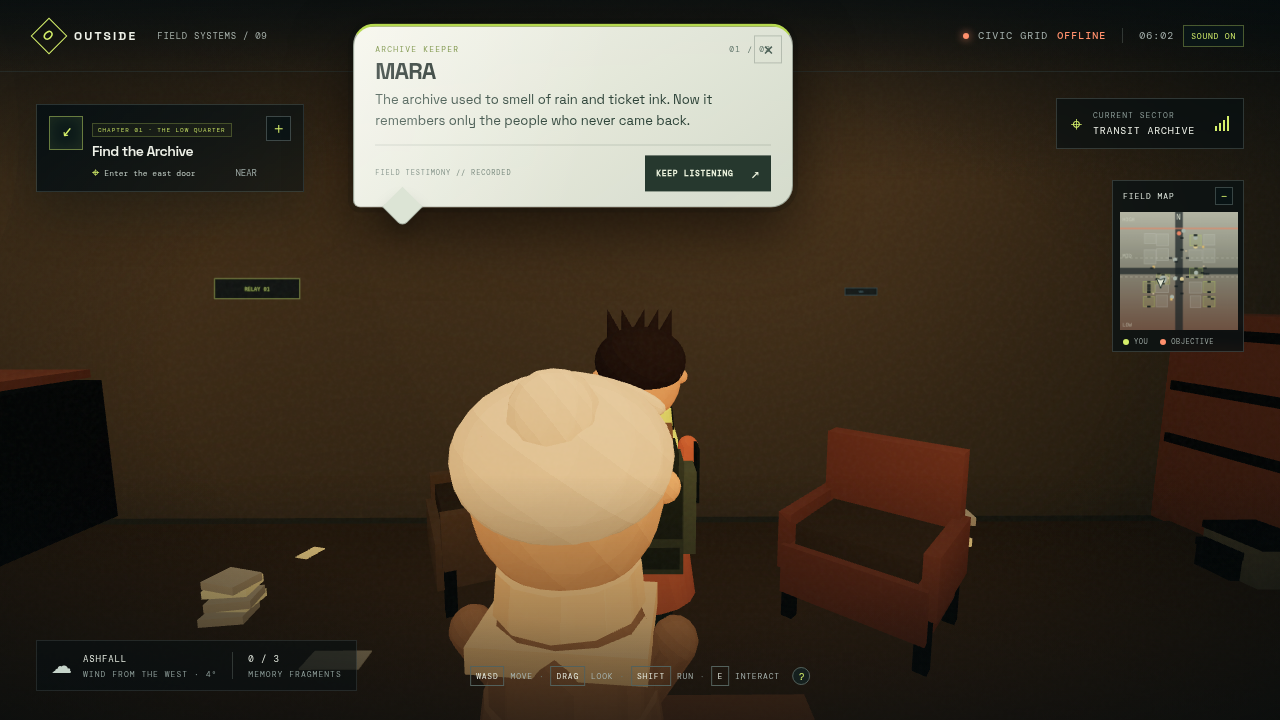 OUTSIDE
FIELD SYSTEMS / 09
CIVIC GRID OFFLINE
06:02
SOUND ON
ARCHIVE KEEPER
01 /
MARA
The archive used to smell of rain and ticket ink. Now it
remembers only the people who never came back.
FIELD TESTIMONY // RECORDED
KEEP LISTENING ↗
CHAPTER 01 · THE LOW QUARTER
Find the Archive
Enter the east door
NEAR
CURRENT SECTOR
TRANSIT ARCHIVE
FIELD MAP
N
LOW
YOU
OBJECTIVE
RELAY 01
ASHFALL
WIND FROM THE WEST · 4°
0 / 3
MEMORY FRAGMENTS
WASD MOVE · DRAG LOOK SHIFT RUN · E INTERACT ?